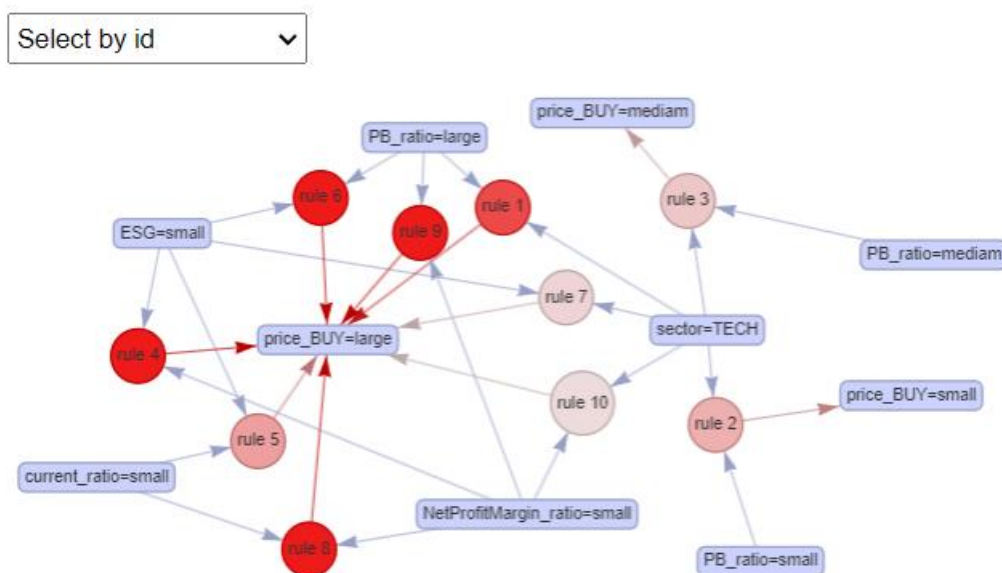 Select by id
price_BUY=mediam
PB_ratio=large
rule 6
rule 1
rule 3
rule 9
ESG=small
PB_ratio=mediam
rule 7
sector=TECH
price_BUY=large
rule 4
price_BUY=small
rule 10
rule 2
rule 5
current_ratio=small
NetProfitMargin_ratio=small
rule 8
PB_ratio=small